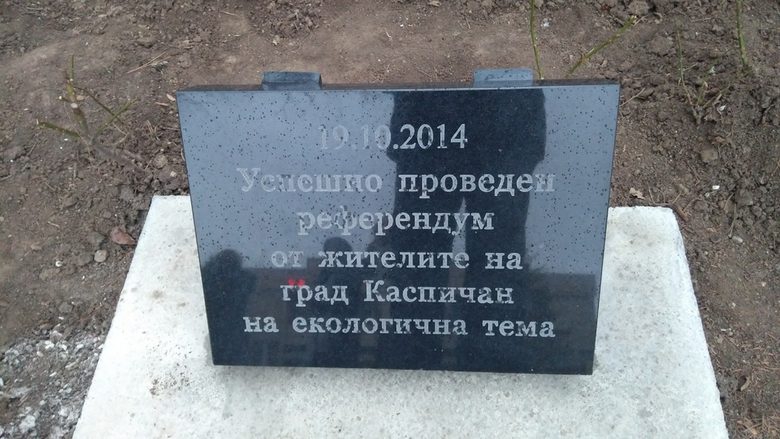 19.10.2014
Успешно проведен
референдум
от жителите на
град Каспичан
на екологична тема